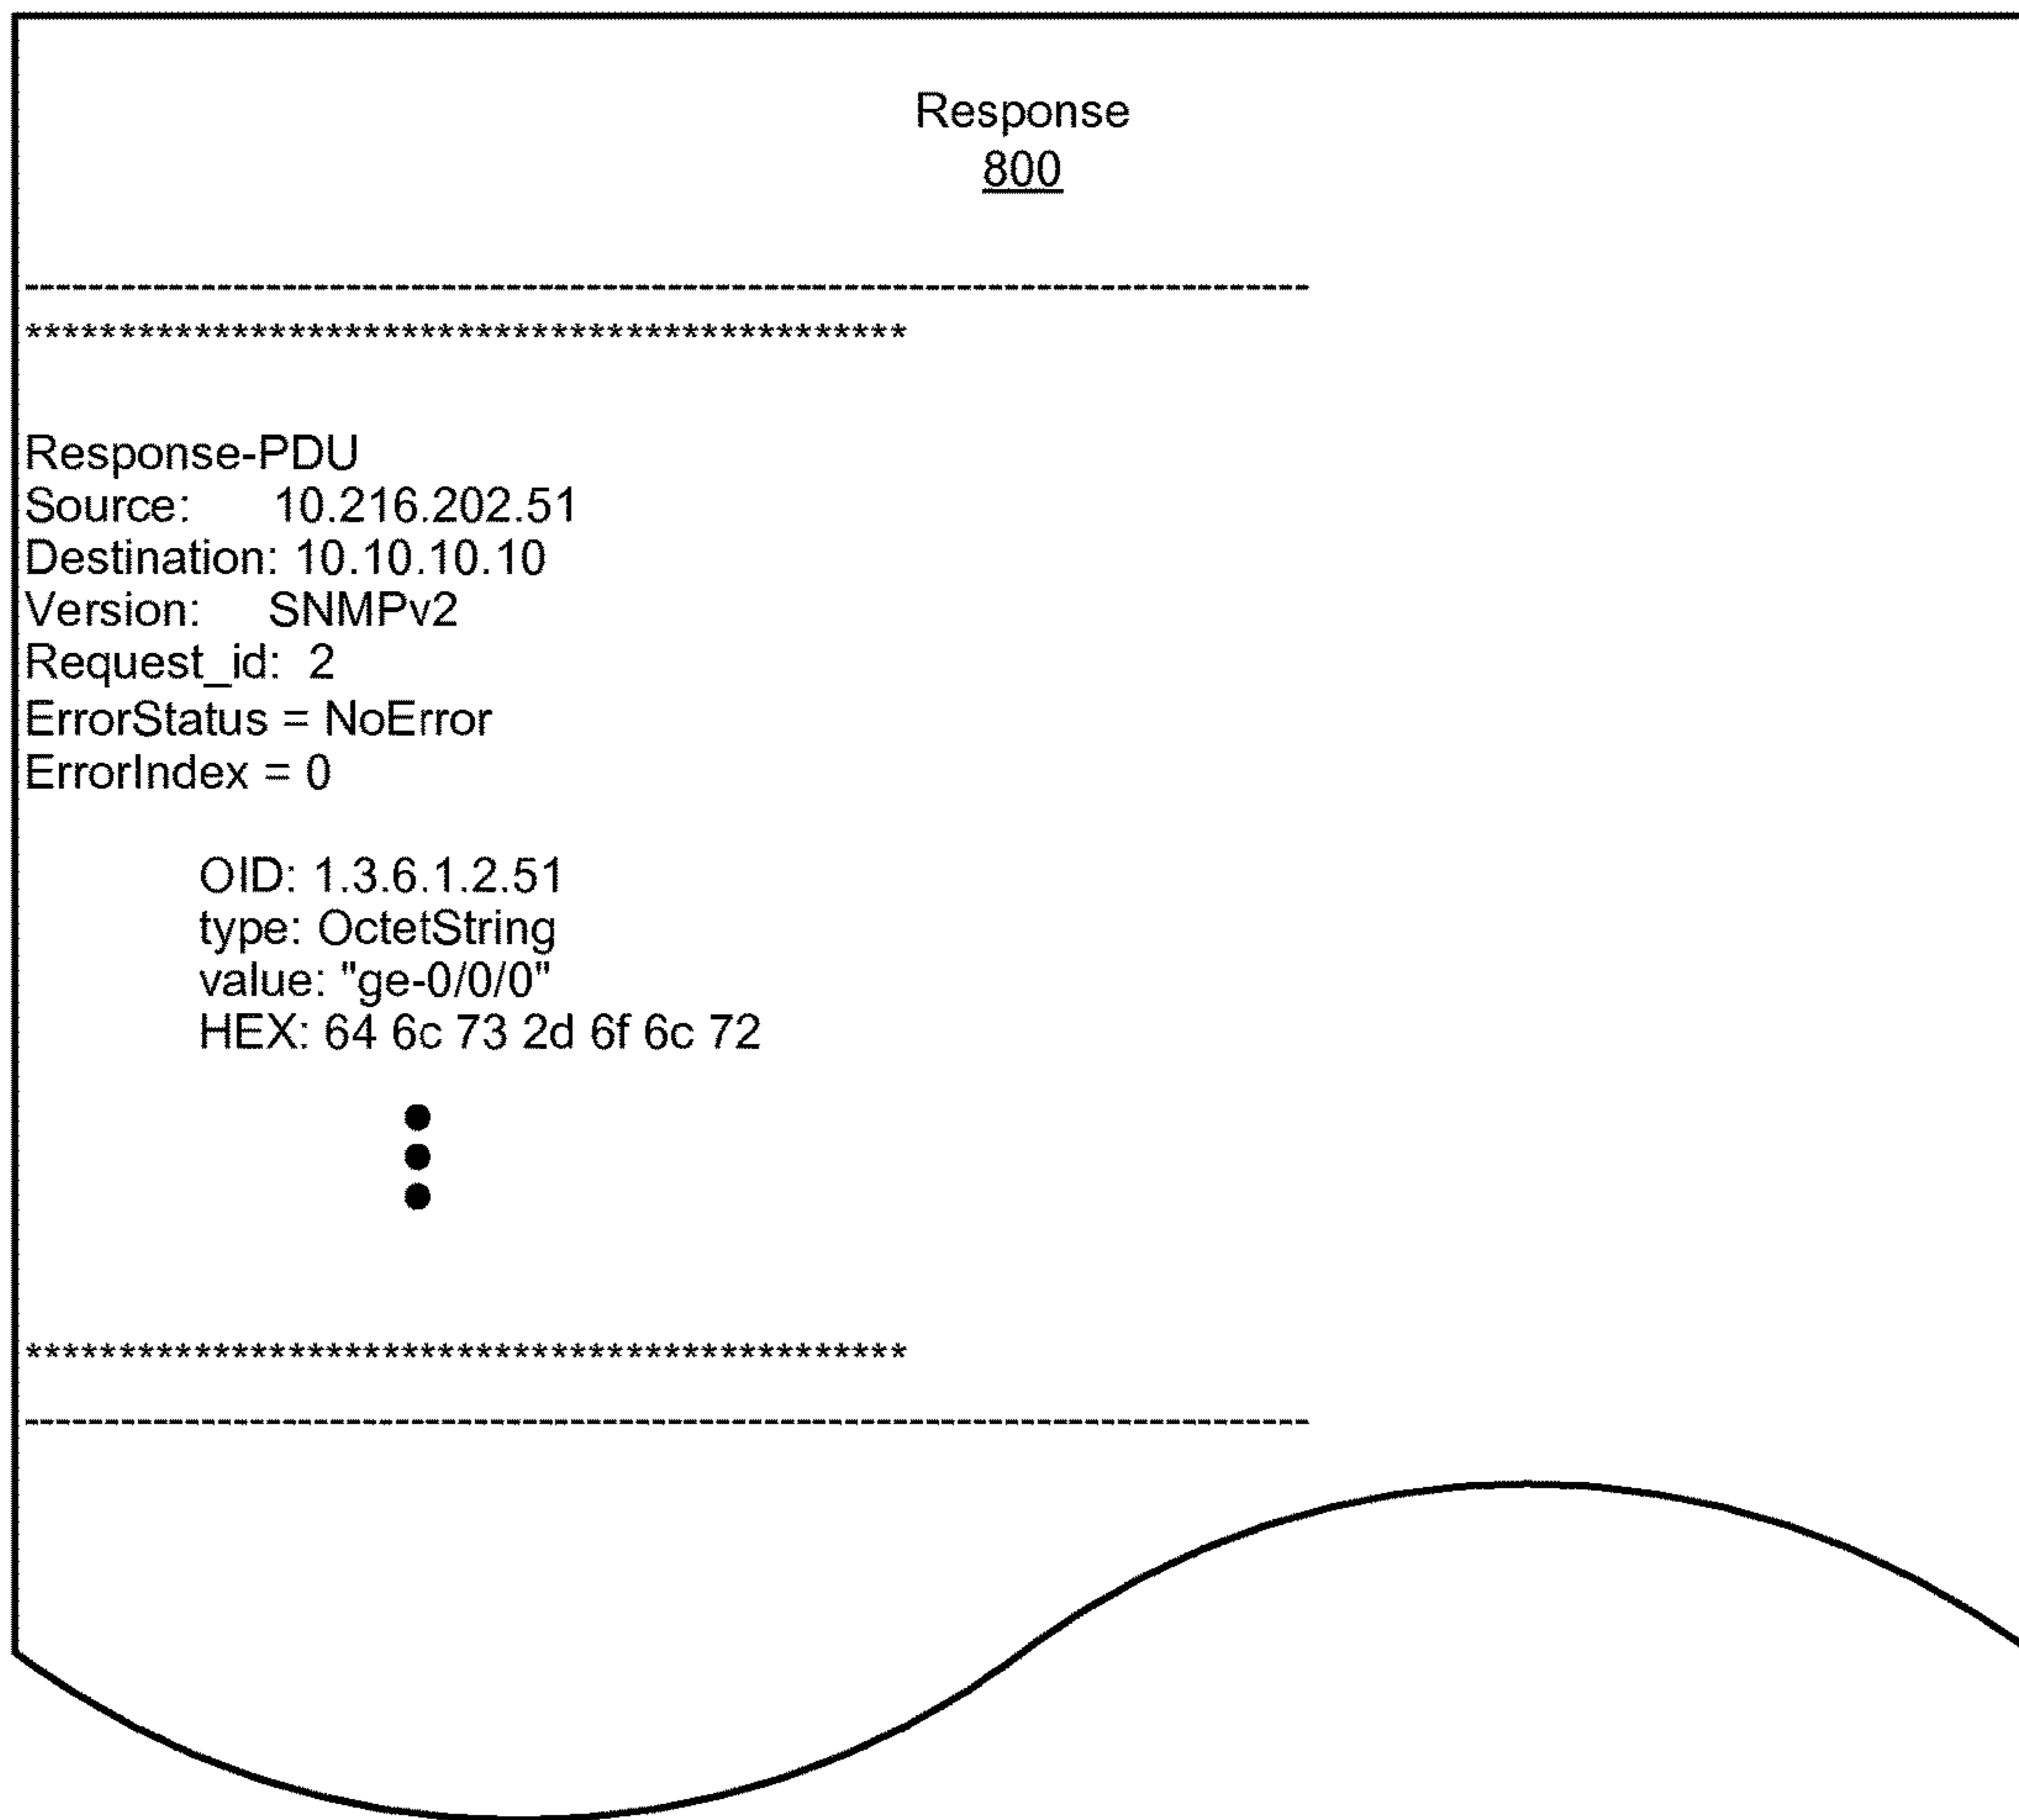 Response
800
--------------------------------------------------------------------------------
***********************************************
Response-PDU
Source: 10.216.202.51
Destination: 10.10.10.10
Version: SNMPv2
Request_id: 2
ErrorStatus = NoError
ErrorIndex = 0
OID: 1.3.6.1.2.51
type: OctetString
value: "ge-0/0/0"
HEX: 64 6c 73 2d 6f 6c 72
***********************************************
--------------------------------------------------------------------------------